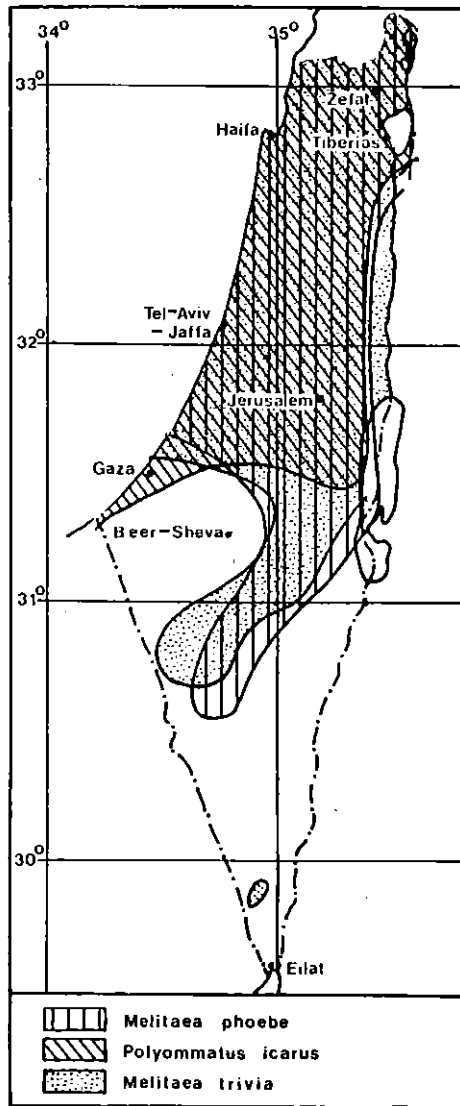 34° 35°
33°
Zefat
Haifa
Tiberias
Tel-Aviv
-Jaffa
32°
Jerusalem
Gaza
Beer-Sheva
31°
30°
Eilat
Melitaea phoebe
Polyommatus icarus
Melitaea trivia